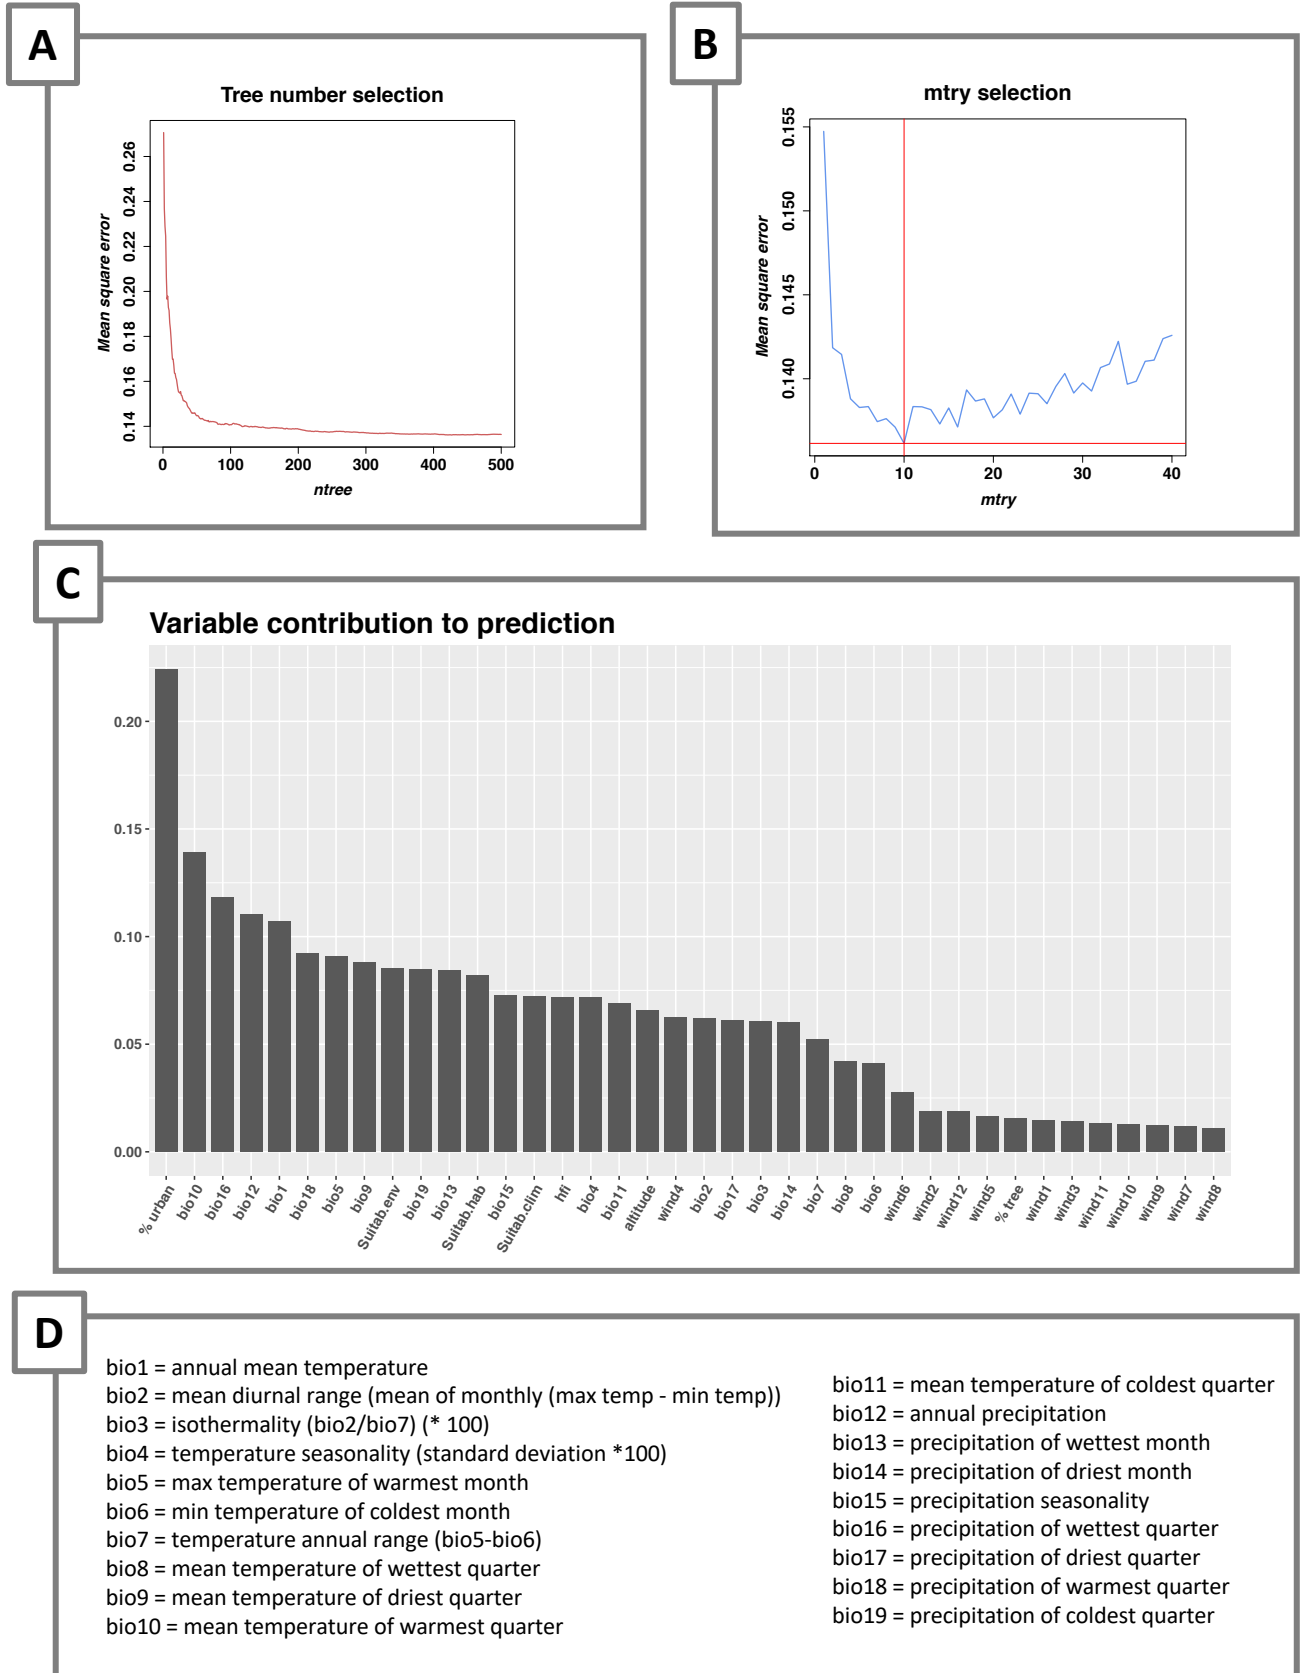 A
Tree number selection
Mean square error
0.26
0.24
0.22
0.20
0.18
0.16
0.14
0 100 200 300 400 500
ntree
B
mtry selection
Mean square error
0.155
0.150
0.145
0.140
0 10 20 30 40
mtry
C
Variable contribution to prediction
0.20
0.15
0.10
0.05
0.00
% urban
bio10
bio16
bio12
bio1
bio18
bio5
bio9
Suitab.env
bio19
bio13
Suitab.hab
bio15
Suitab.clim
hfi
bio4
bio11
altitude
wind4
bio2
bio17
bio3
bio14
bio7
bio8
bio6
wind6
wind2
wind12
wind5
% tree
wind1
wind3
wind11
wind10
wind9
wind7
wind8
D
bio1 = annual mean temperature
bio2 = mean diurnal range (mean of monthly (max temp - min temp))
bio3 = isothermality (bio2/bio7) (* 100)
bio4 = temperature seasonality (standard deviation *100)
bio5 = max temperature of warmest month
bio6 = min temperature of coldest month
bio7 = temperature annual range (bio5-bio6)
bio8 = mean temperature of wettest quarter
bio9 = mean temperature of driest quarter
bio10 = mean temperature of warmest quarter
bio11 = mean temperature of coldest quarter
bio12 = annual precipitation
bio13 = precipitation of wettest month
bio14 = precipitation of driest month
bio15 = precipitation seasonality
bio16 = precipitation of wettest quarter
bio17 = precipitation of driest quarter
bio18 = precipitation of warmest quarter
bio19 = precipitation of coldest quarter